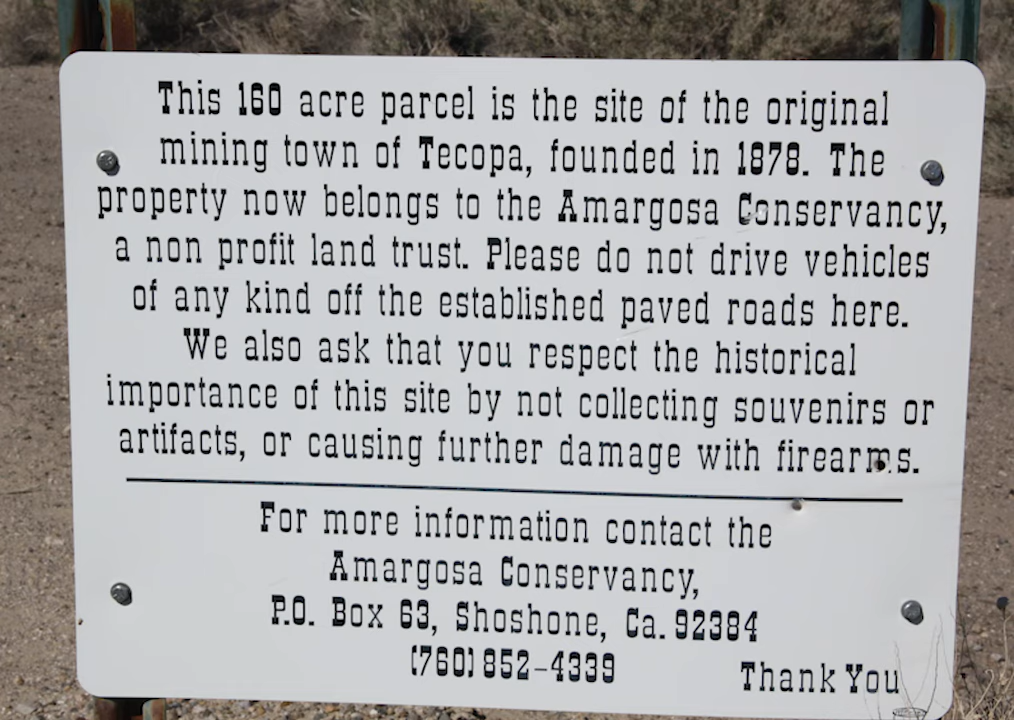 This 160 acre parcel is the site of the original
mining town of Tecopa, founded in 1878. The
property now belongs to the Amargosa Conservancy,
a non profit land trust. Please do not drive vehicles
of any kind off the established paved roads here.
We also ask that you respect the historical
importance of this site by not collecting souvenirs or
artifacts, or causing further damage with firearms.
For more information contact the
Amargosa Conservancy,
P.O. Box 63, Shoshone, Ca. 92384
(760) 852-4339
Thank You